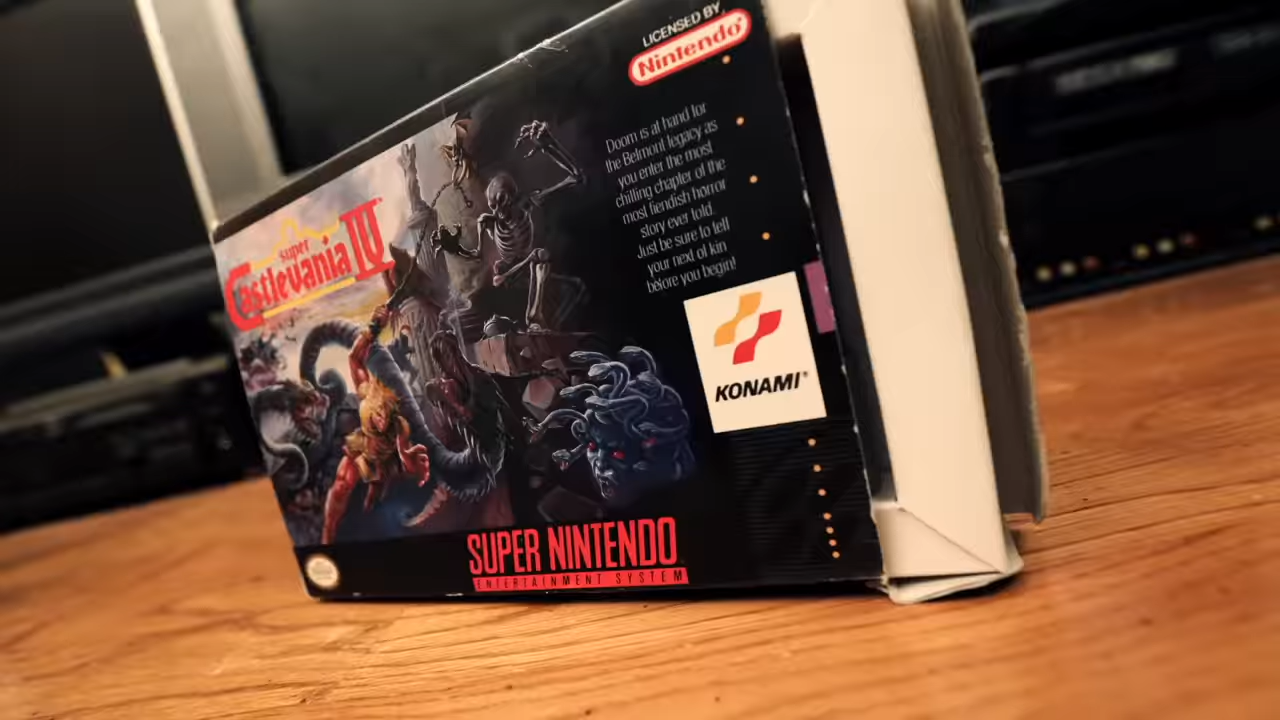 LICENSED BY
Nintendo®
Doom is at hand for
the Belmont legacy as
you enter the most
chilling chapter of the
most fiendish horror
story ever told.
Just be sure to tell
your next of kin
before you begin!
super
Castlevania IV
KONAMI®
SUPER NINTENDO
ENTERTAINMENT SYSTEM